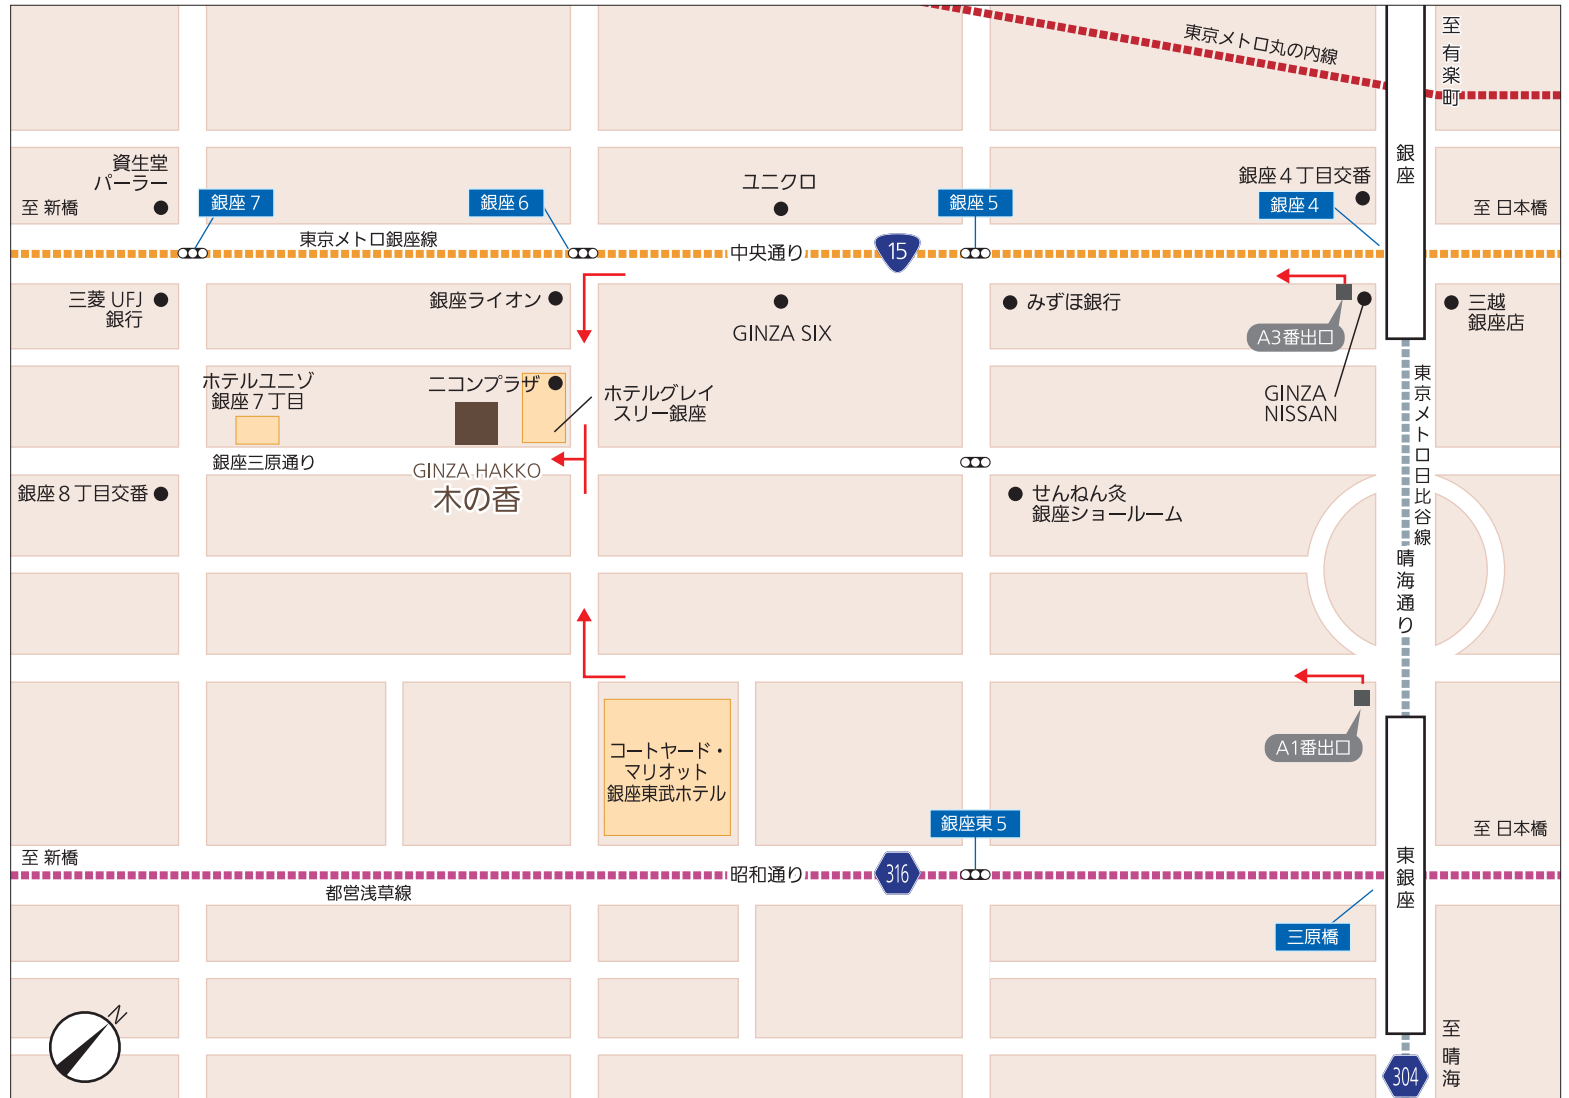 東京メトロ丸の内線
至 有楽町
銀座
資生堂
パーラー
至 新橋
銀座7
銀座6
ユニクロ
銀座5
銀座4丁目交番
銀座4
至 日本橋
東京メトロ銀座線
中央通り
15
三菱 UFJ
銀行
銀座ライオン
GINZA SIX
みずほ銀行
A3番出口
三越
銀座店
ホテルユニゾ
銀座7丁目
ニコンプラザ
ホテルグレイ
スリー銀座
GINZA
NISSAN
東京メトロ日比谷線
銀座三原通り
GINZA HAKKO
木の香
銀座8丁目交番
せんねん灸
銀座ショールーム
晴海通り
コートヤード・
マリオット
銀座東武ホテル
A1番出口
銀座東5
至 日本橋
至 新橋
昭和通り
316
東銀座
都営浅草線
三原橋
N
至 晴海
304